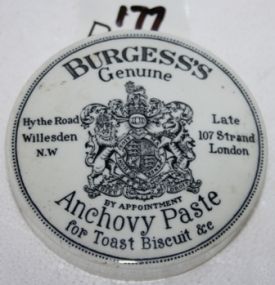 177
BURGESS'S
Genuine
Hythe Road
Willesden
N.W
Late
107 Strand
London
BY APPOINTMENT
Anchovy Paste
for Toast Biscuit &c